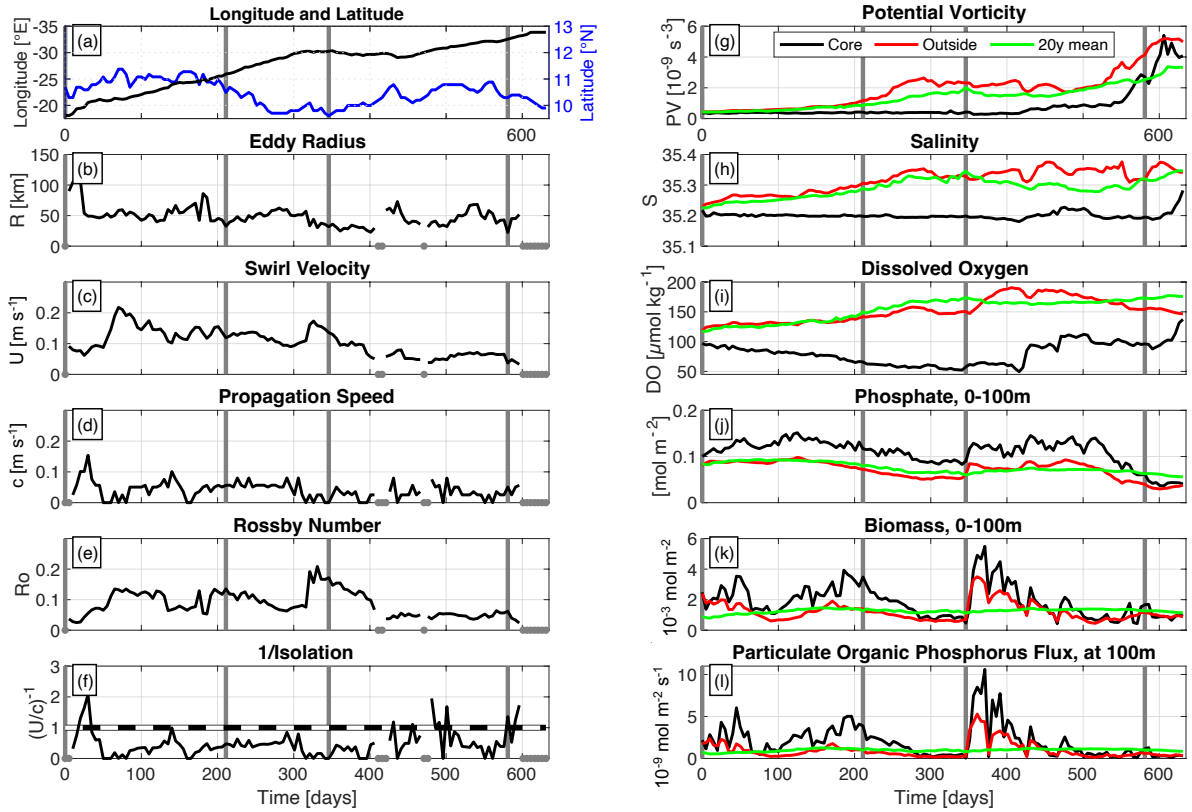 Longitude and Latitude
(a)
Longitude [°E]
-35
-30
-25
-20
Latitude [°N]
13
12
11
10
0
600
Eddy Radius
(b)
R [km]
150
100
50
0
Swirl Velocity
(c)
U [m s⁻¹]
0.2
0.1
0
Propagation Speed
(d)
c [m s⁻¹]
0.2
0.1
0
Rossby Number
(e)
Ro
0.2
0.1
0
1/Isolation
(f)
(U/c)⁻¹
3
2
1
0
0 100 200 300 400 500 600
Time [days]
Potential Vorticity
(g)
PV [10⁻⁹ s⁻³]
6
4
2
0
Core Outside 20y mean
0
600
Salinity
(h)
S
35.4
35.3
35.2
35.1
Dissolved Oxygen
(i)
DO [μmol kg⁻¹]
200
150
100
50
Phosphate, 0-100m
(j)
[mol m⁻²]
0.2
0.1
0
Biomass, 0-100m
(k)
10⁻³ mol m⁻²
6
4
2
0
Particulate Organic Phosphorus Flux, at 100m
(l)
10⁻⁹ mol m⁻² s⁻¹
10
5
0
0 100 200 300 400 500 600
Time [days]